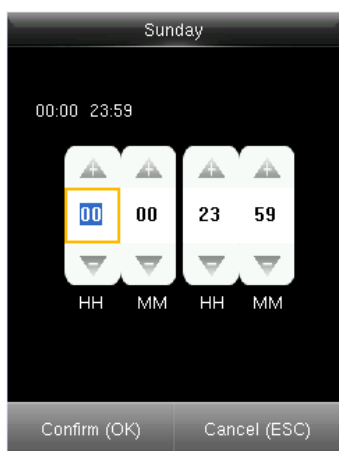 Sunday
00:00 23:59
00 00 23 59
HH MM HH MM
Confirm (OK) Cancel (ESC)